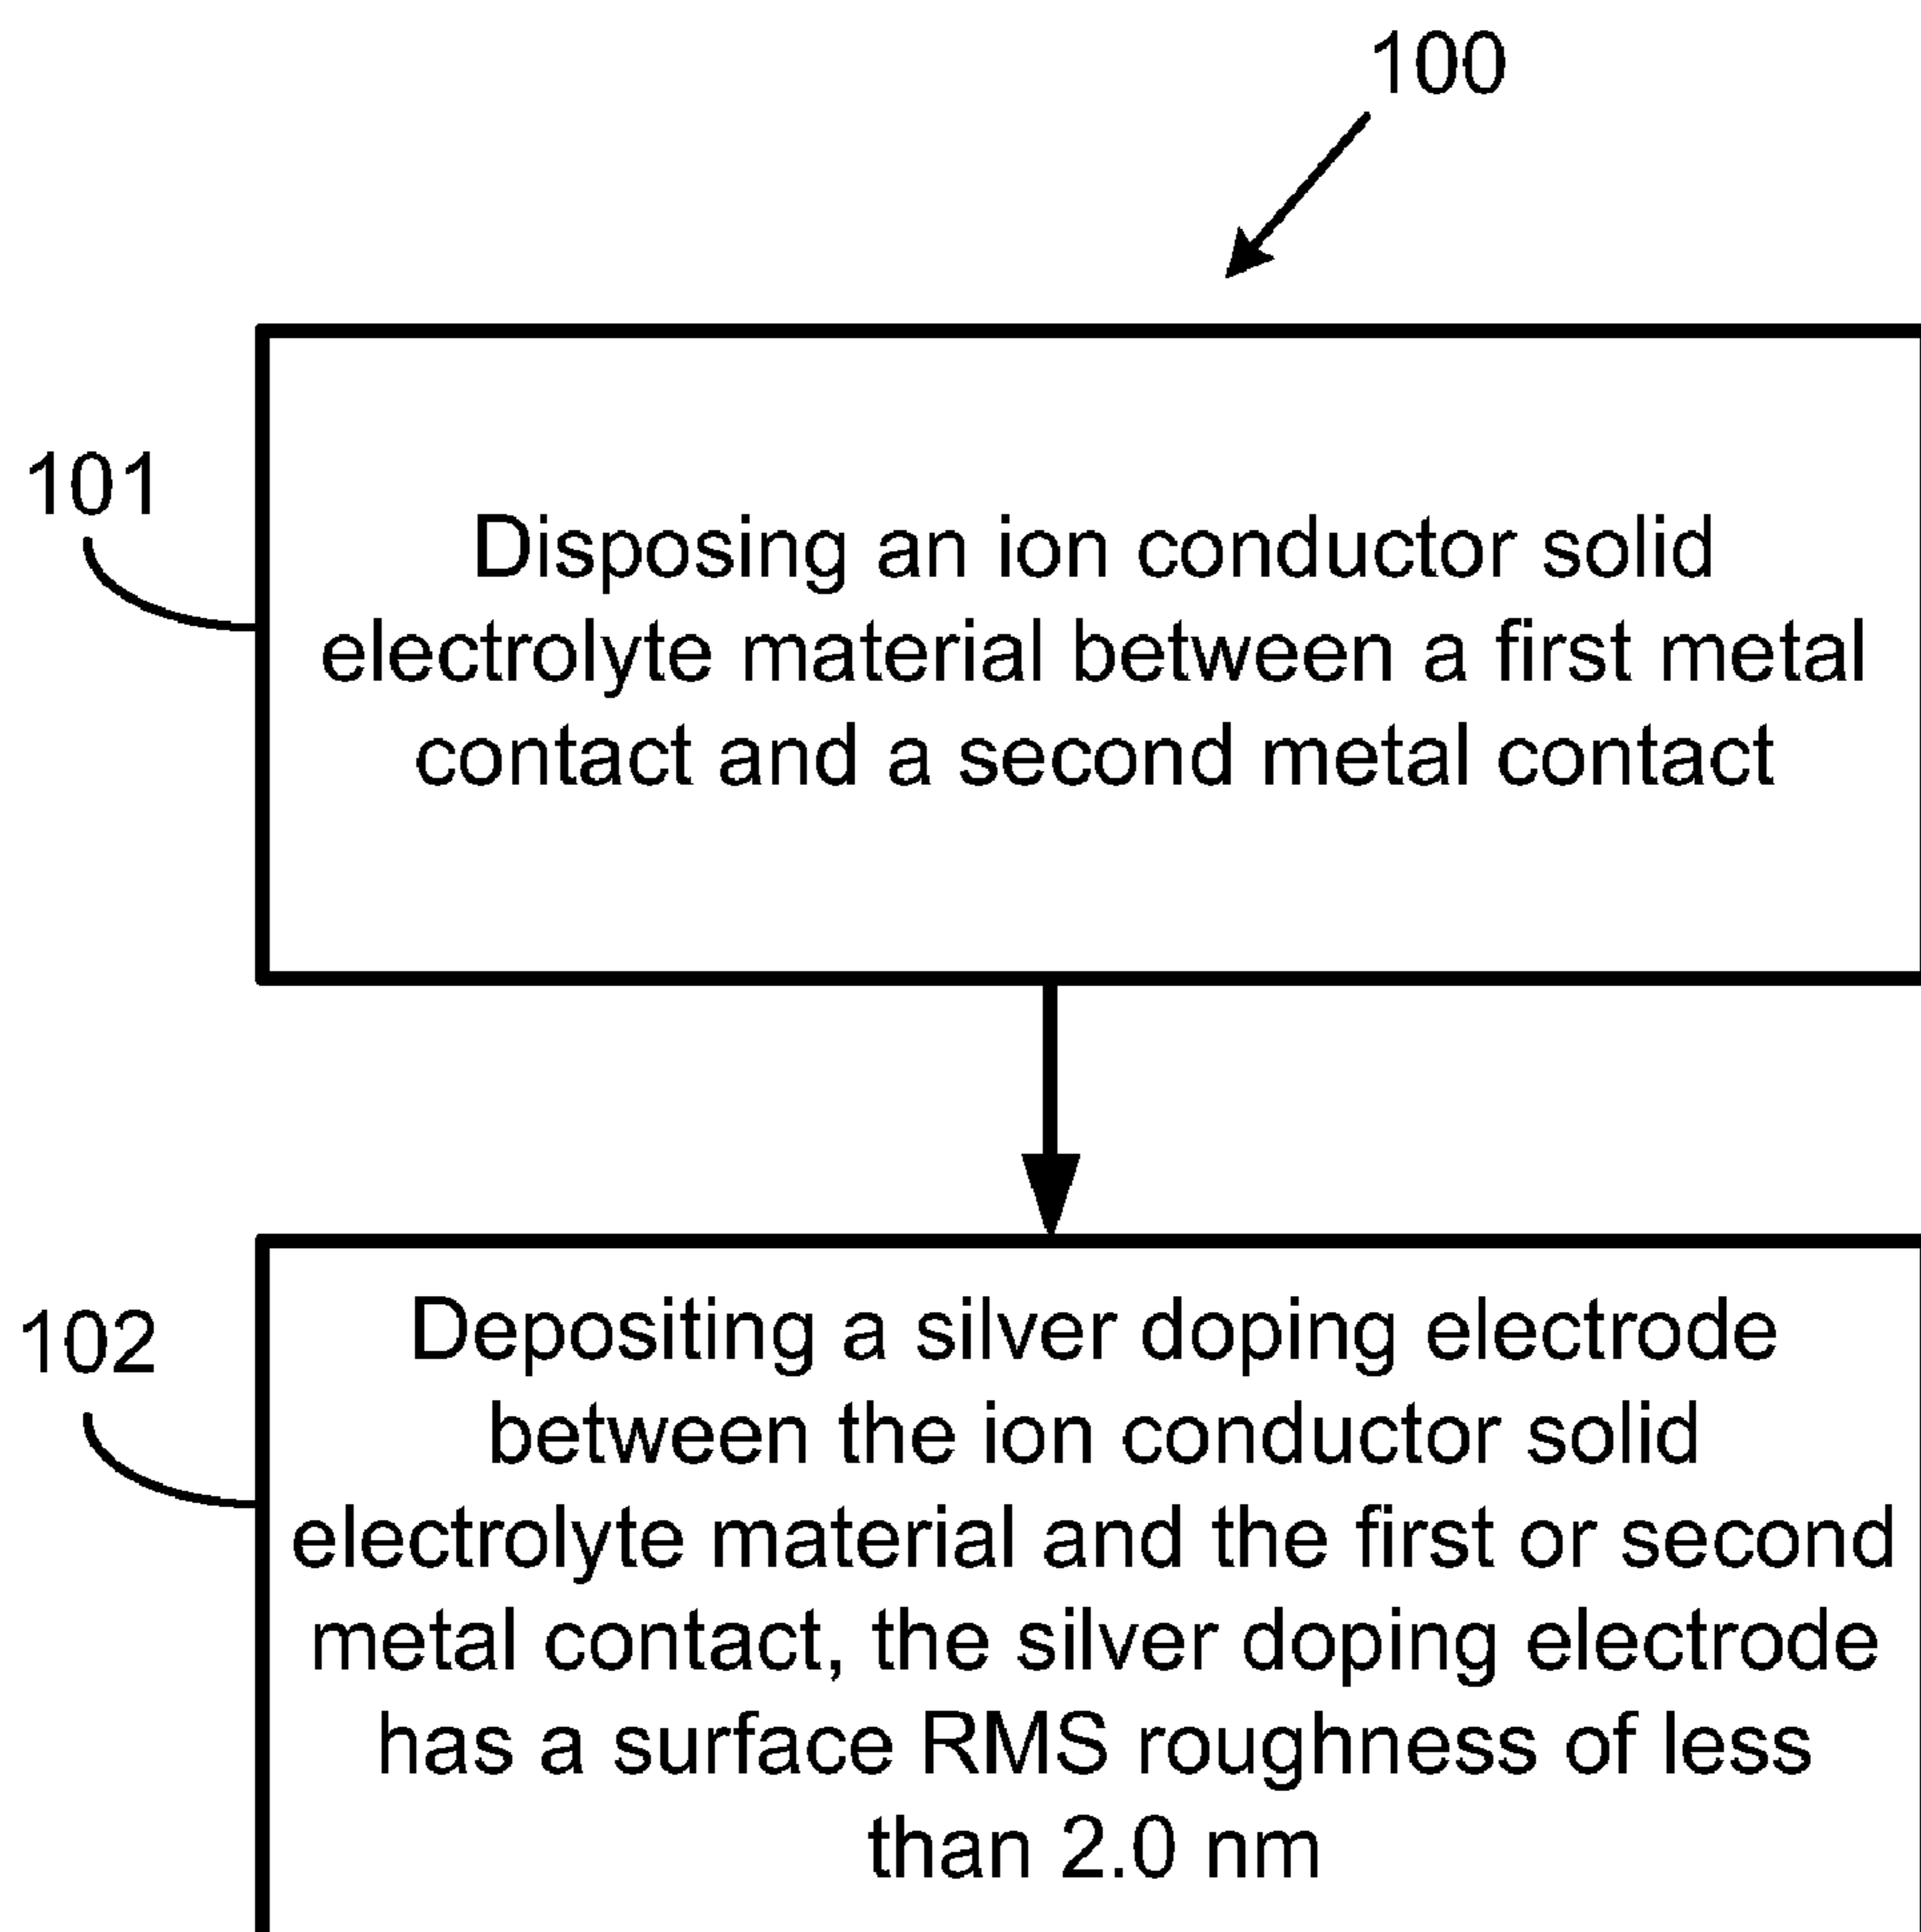 100
101
Disposing an ion conductor solid
electrolyte material between a first metal
contact and a second metal contact
102
Depositing a silver doping electrode
between the ion conductor solid
electrolyte material and the first or second
metal contact, the silver doping electrode
has a surface RMS roughness of less
than 2.0 nm